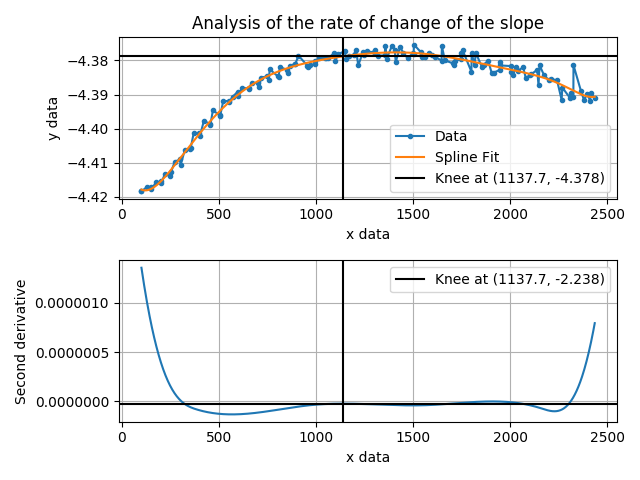 Analysis of the rate of change of the slope
−4.38
−4.39
−4.40
−4.41
−4.42
y data
Data
Spline Fit
Knee at (1137.7, -4.378)
0 500 1000 1500 2000 2500
x data
Knee at (1137.7, -2.238)
0.0000010
0.0000005
0.0000000
Second derivative
0 500 1000 1500 2000 2500
x data